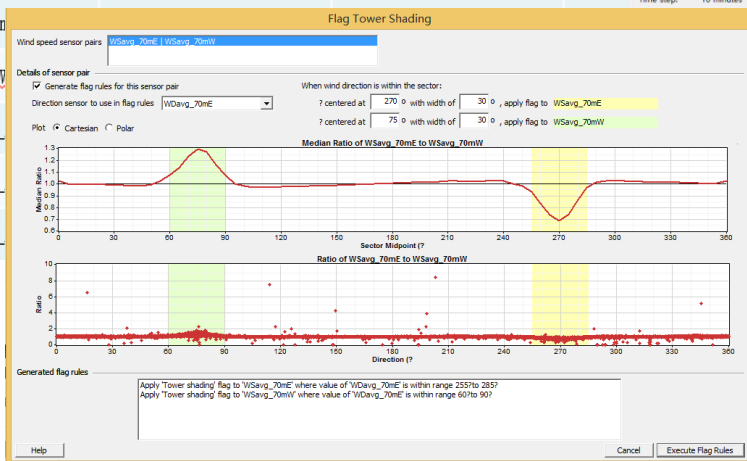 Time step: 10 minutes
Flag Tower Shading
Wind speed sensor pairs WSavg_70mE | WSavg_70mW
Details of sensor pair
Generate flag rules for this sensor pair
When wind direction is within the sector:
Direction sensor to use in flag rules WDavg_70mE
? centered at 270 o with width of 30 o , apply flag to WSavg_70mE
? centered at 75 o with width of 30 o , apply flag to WSavg_70mW
Plot Cartesian Polar
Median Ratio of WSavg_70mE to WSavg_70mW
Median Ratio
1.3
1.2
1.1
1.0
0.9
0.8
0.7
0.6
0 30 60 90 120 150 180 210 240 270 300 330 360
Sector Midpoint (?
Ratio of WSavg_70mE to WSavg_70mW
Ratio
10
8
6
4
2
0
0 30 60 90 120 150 180 210 240 270 300 330 360
Direction (?
Generated flag rules
Apply 'Tower shading' flag to 'WSavg_70mE' where value of 'WDavg_70mE' is within range 255?to 285?
Apply 'Tower shading' flag to 'WSavg_70mW' where value of 'WDavg_70mE' is within range 60?to 90?
Help Cancel Execute Flag Rules